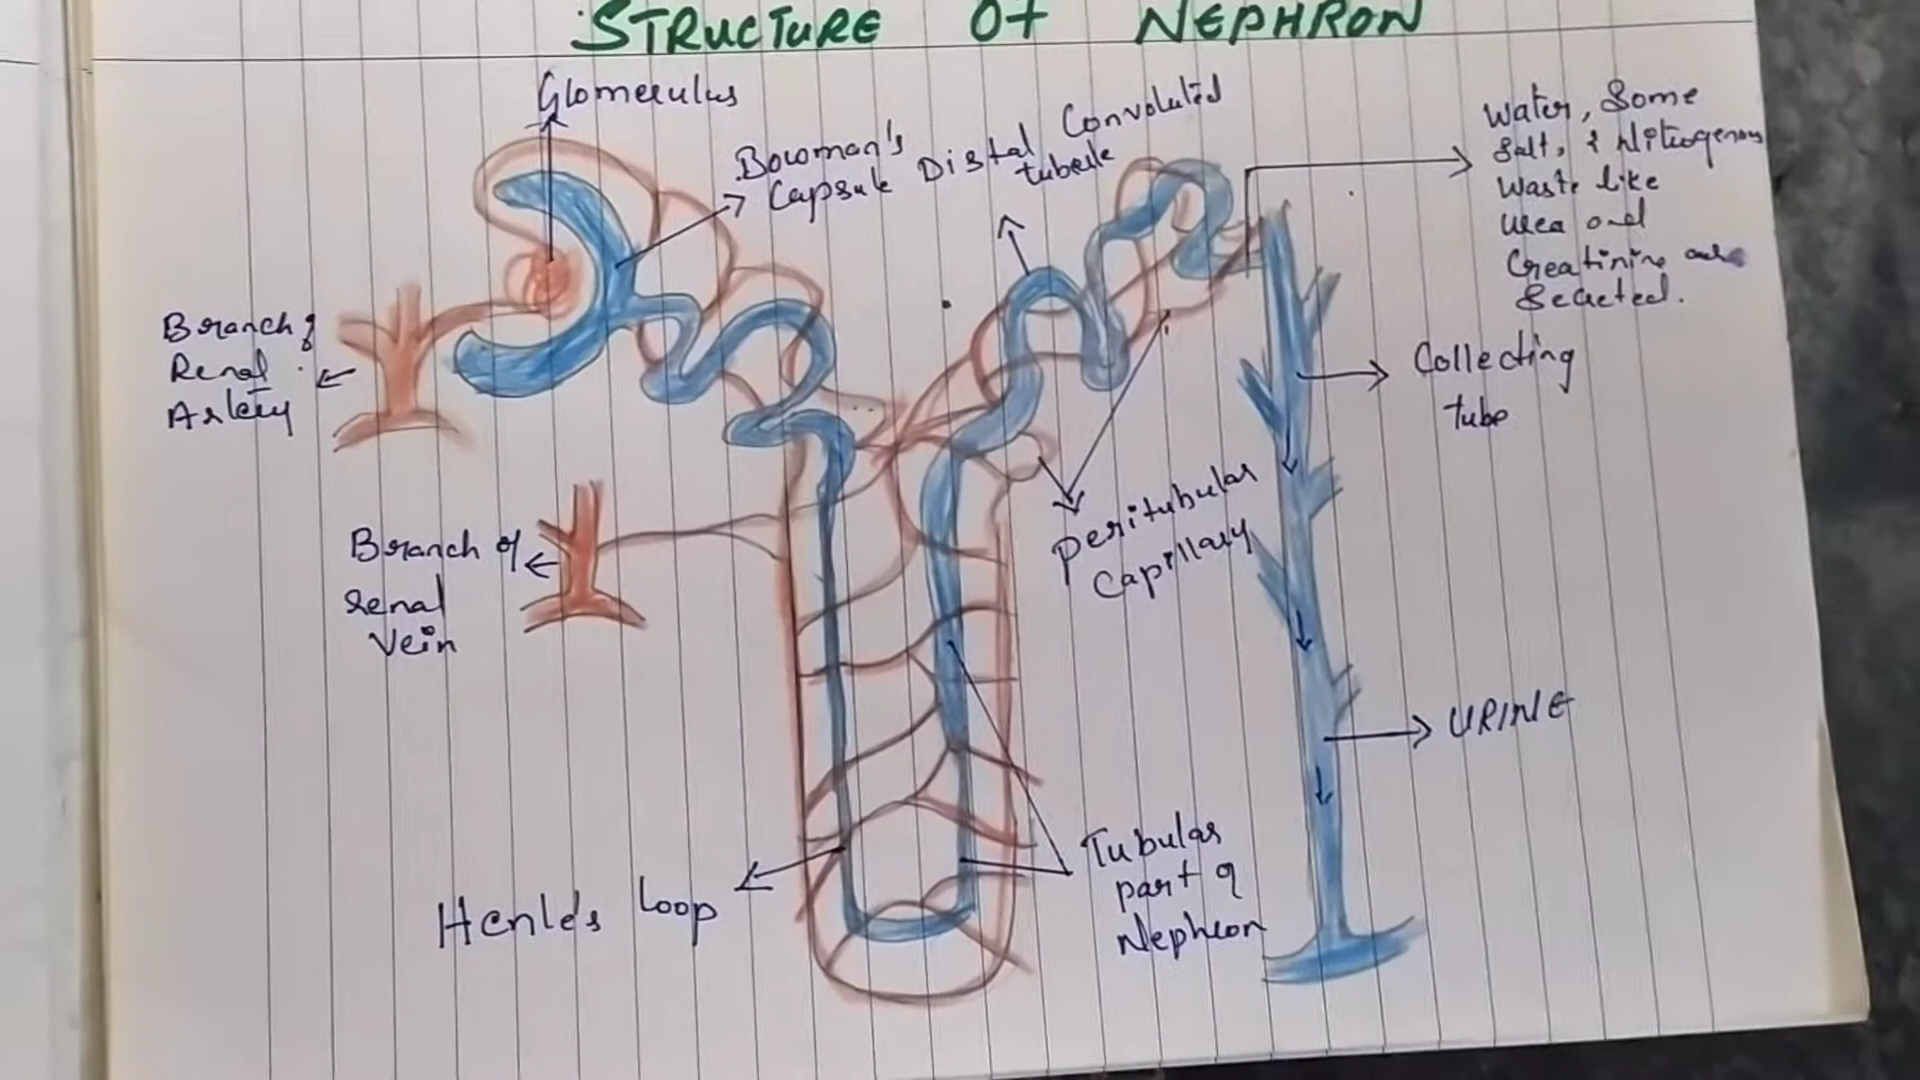 STRUCTURE OF NEPHRON
Glomerulus
Bowman's
Capsule
Distal Convoluted
tubule
Water, Some
Salt, & Nitrogenous
Waste like
Urea and
Creatinine are
Secreted.
Branch of
Renal
Artery
Collecting
tube
Peritubular
Capillary
Branch of
renal
Vein
URINE
Tubular
part of
Nephron
Henle's Loop